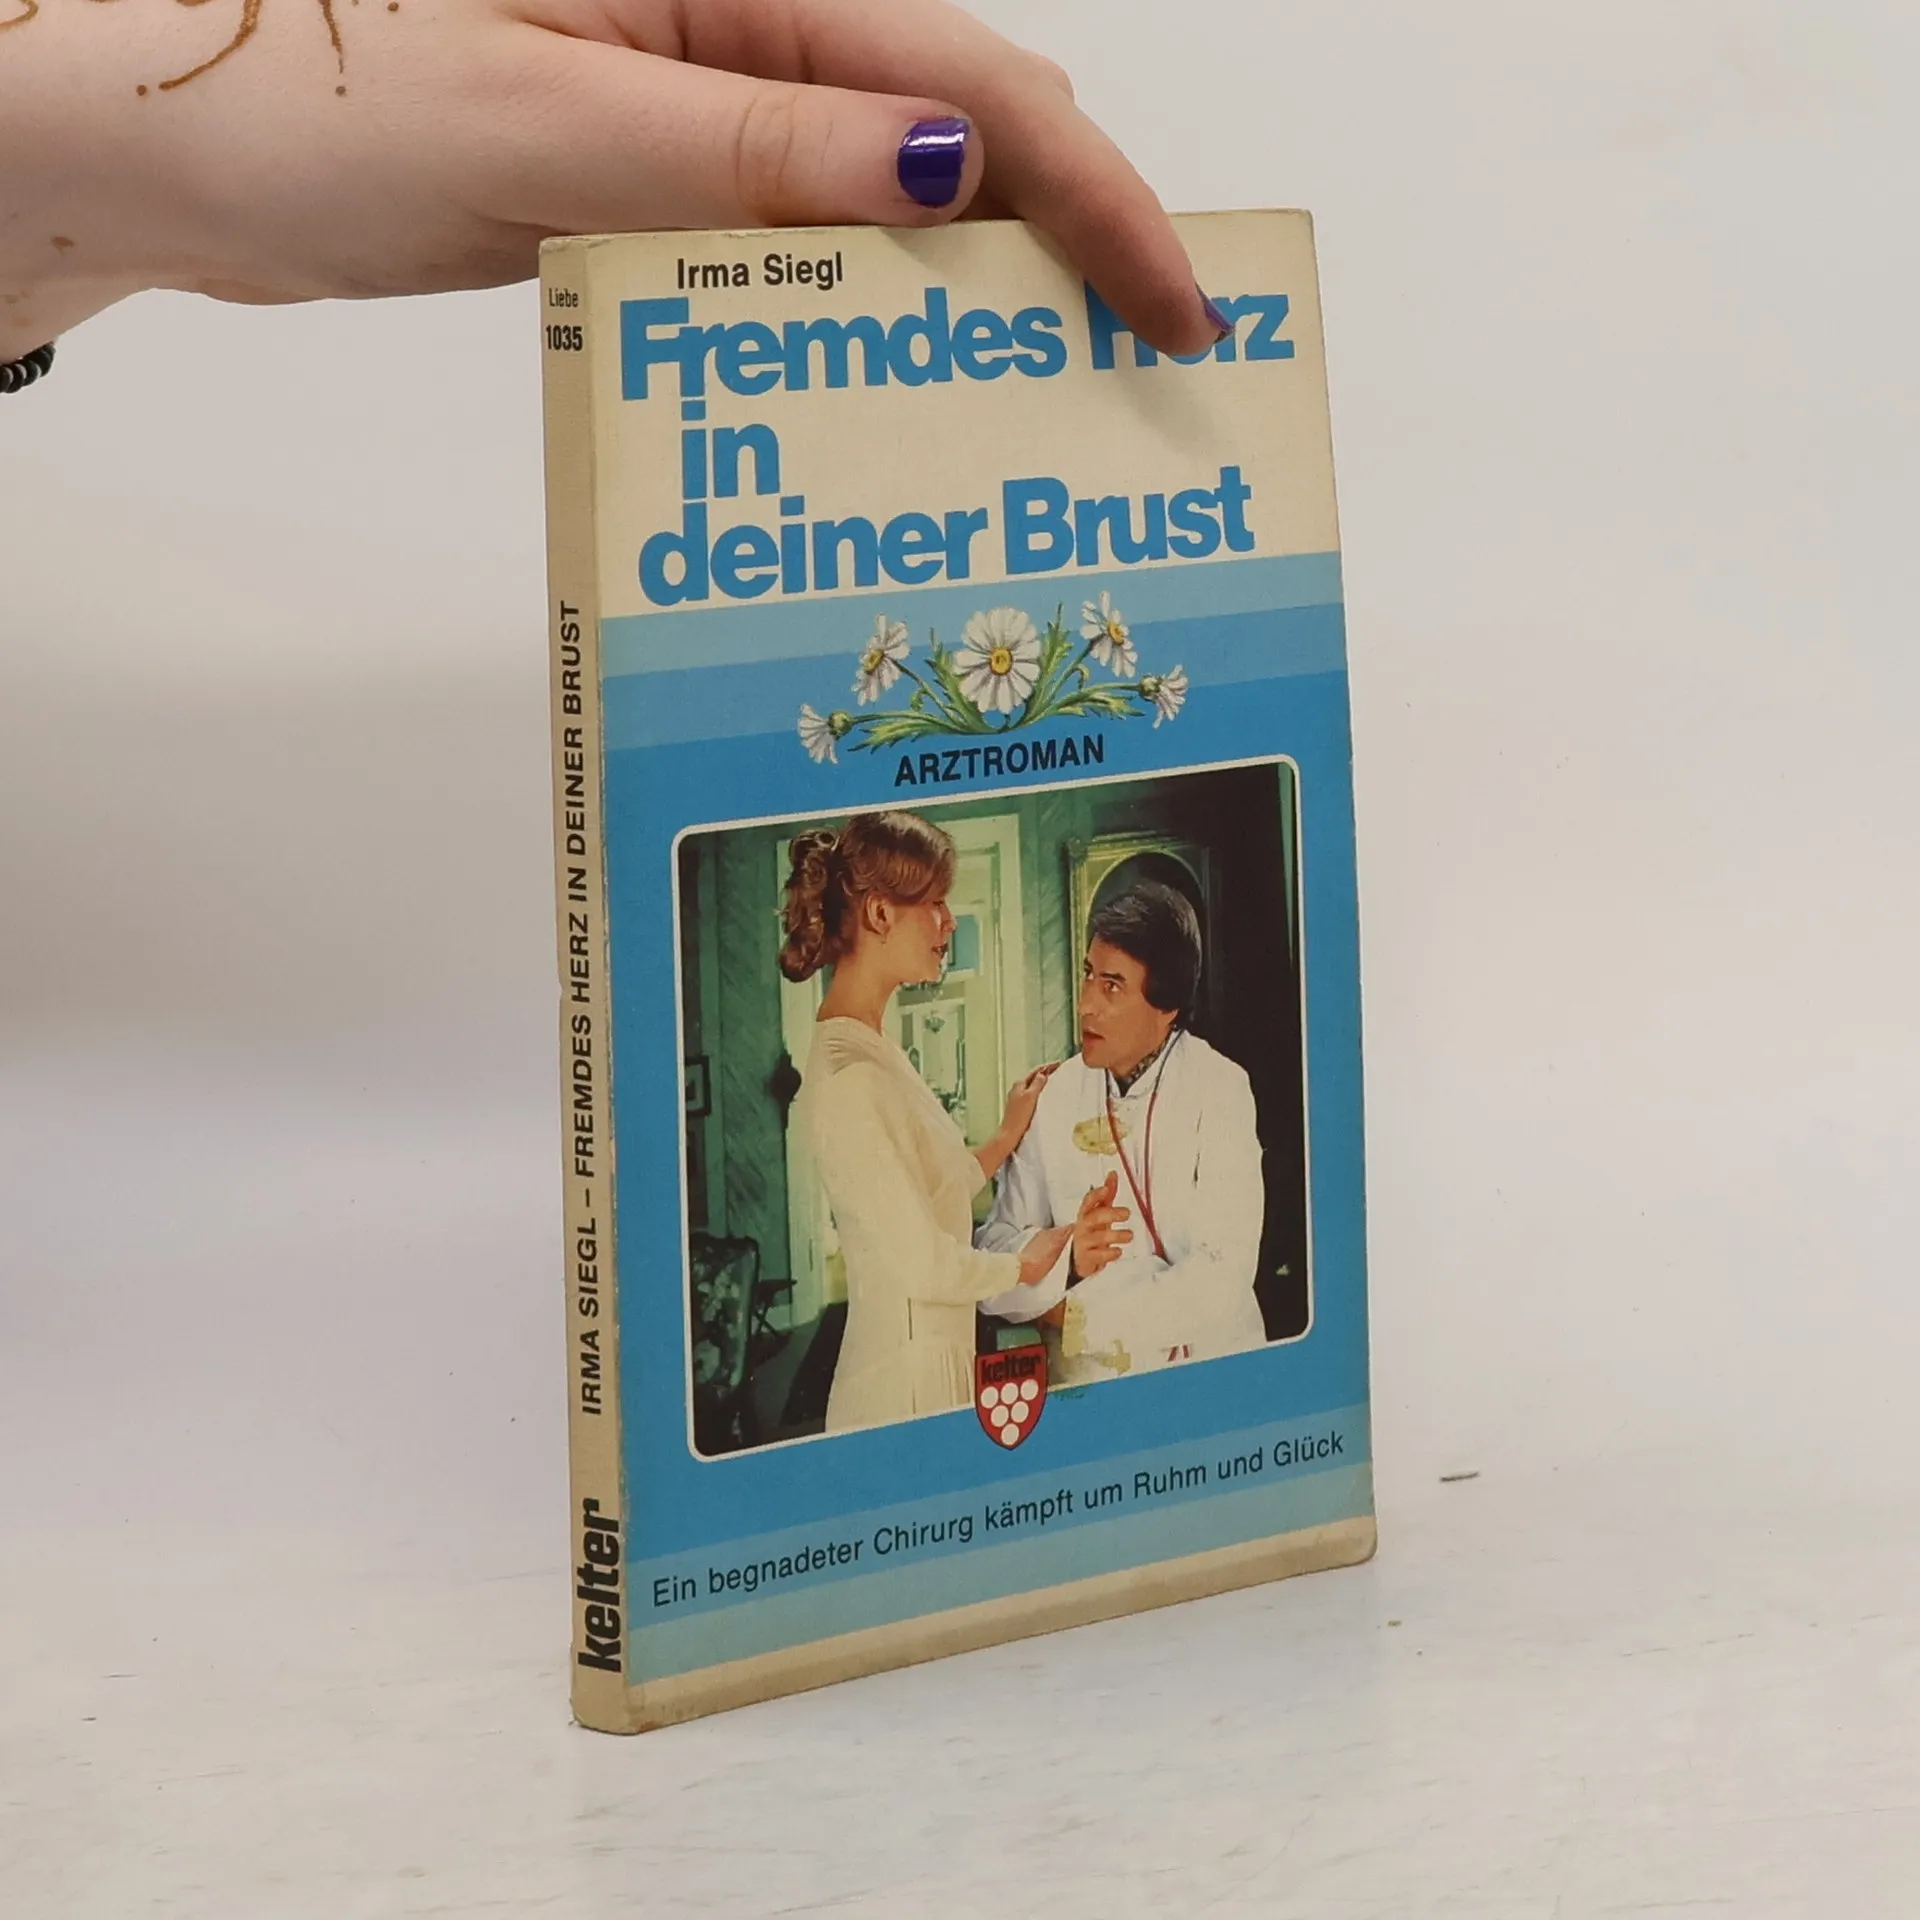 Irma Siegl
Fremdes Herz
in
deiner Brust
ARZTROMAN
kelter
Ein begnadeter Chirurg kämpft um Ruhm und Glück
Liebe
1035
IRMA SIEGL – FREMDES HERZ IN DEINER BRUST
kelter